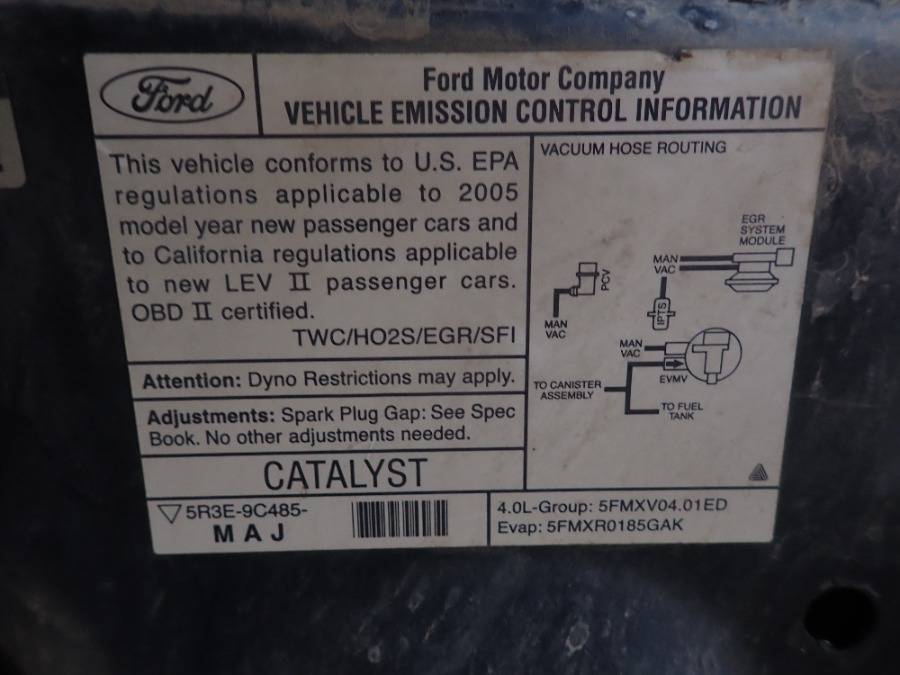 Ford
Ford Motor Company
VEHICLE EMISSION CONTROL INFORMATION
This vehicle conforms to U.S. EPA
regulations applicable to 2005
model year new passenger cars and
to California regulations applicable
to new LEV II passenger cars.
OBD II certified.
TWC/HO2S/EGR/SFI
Attention: Dyno Restrictions may apply.
Adjustments: Spark Plug Gap: See Spec
Book. No other adjustments needed.
CATALYST
5R3E-9C485-
MAJ
VACUUM HOSE ROUTING
EGR
SYSTEM
MODULE
MAN
VAC
PCV
IPTS
MAN
VAC
MAN
VAC
EVMV
TO CANISTER
ASSEMBLY
TO FUEL
TANK
4.0L-Group: 5FMXV04.01ED
Evap: 5FMXR0185GAK